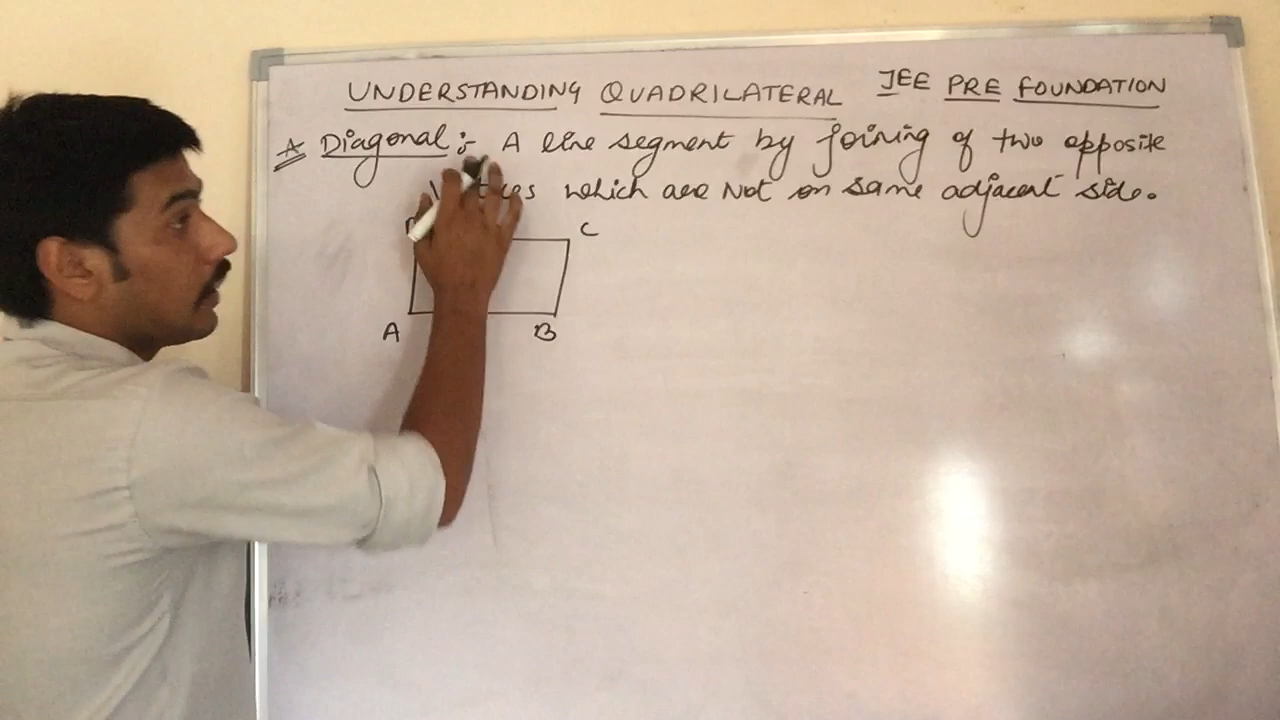 UNDERSTANDING QUADRILATERAL JEE PRE FOUNDATION
Diagonal :- A line segment by joining of two opposite
which are Not on same adjacent side.
C
A B